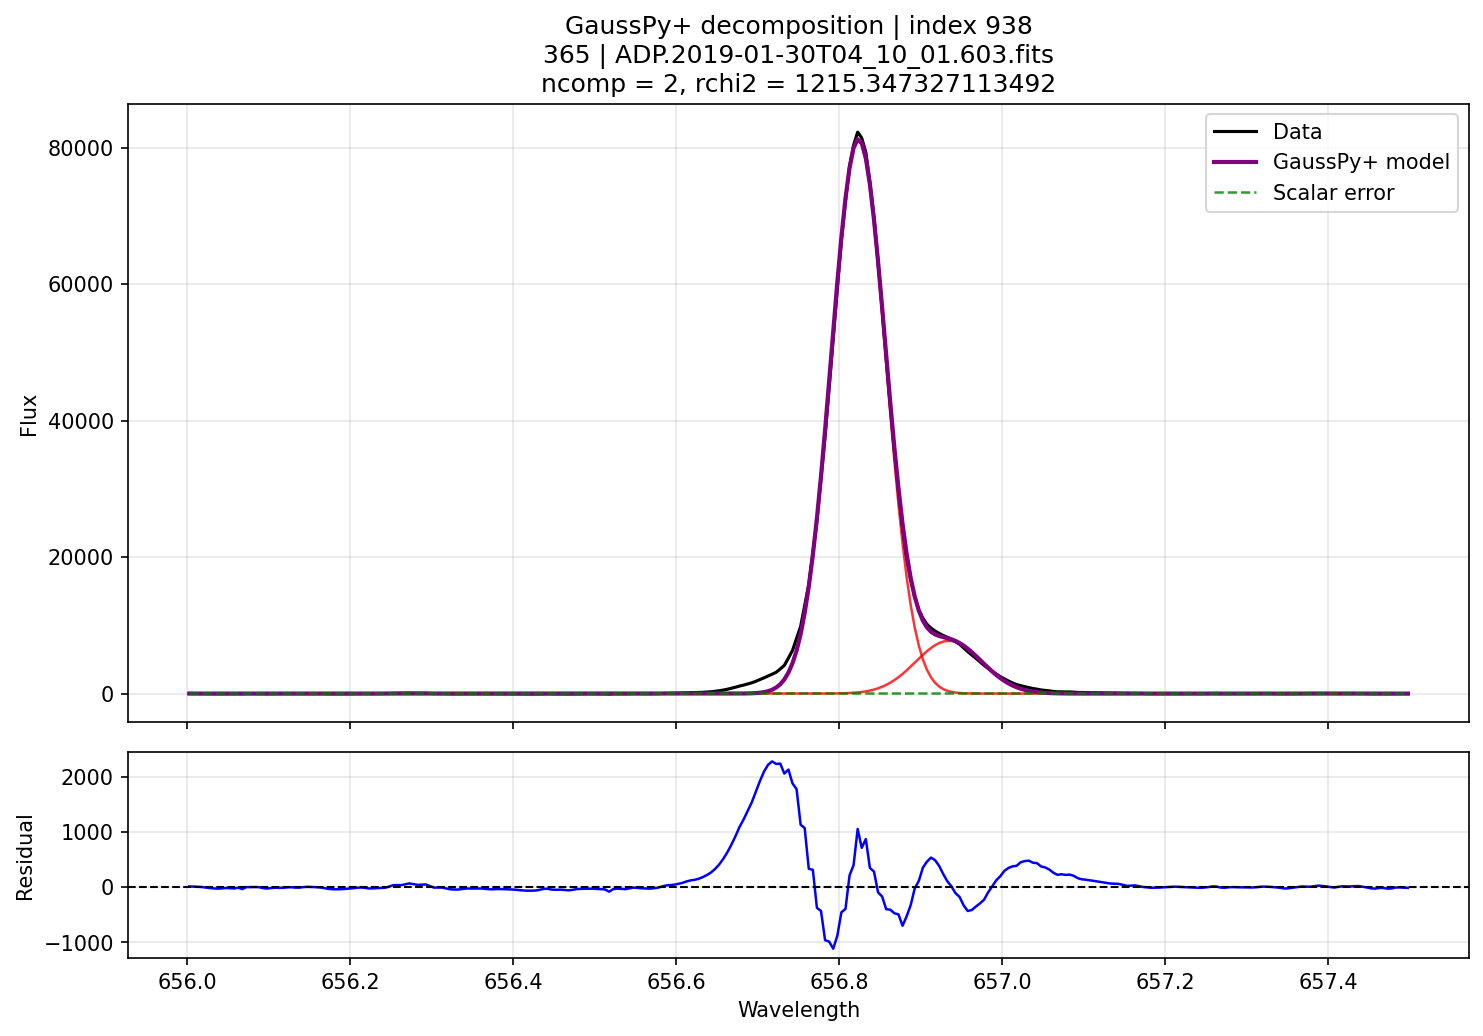 GaussPy+ decomposition | index 938
365 | ADP.2019-01-30T04_10_01.603.fits
ncomp = 2, rchi2 = 1215.347327113492
Data
GaussPy+ model
Scalar error
80000
60000
40000
20000
0
Flux
2000
1000
0
−1000
Residual
656.0
656.2
656.4
656.6
656.8
657.0
657.2
657.4
Wavelength